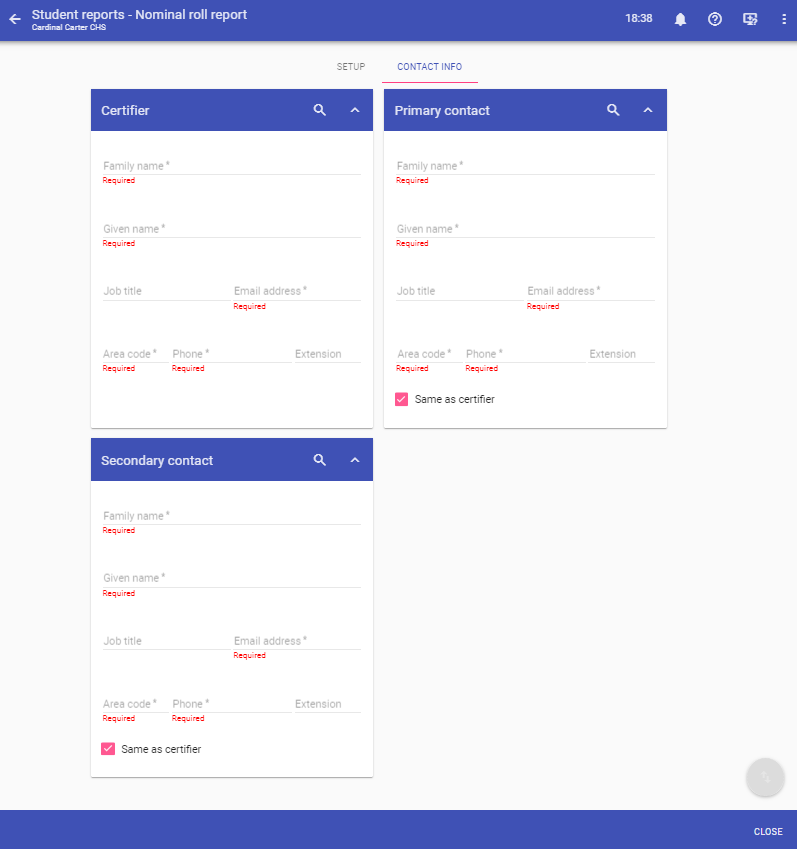 Student reports - Nominal roll report
Cardinal Carter CHS
18:38
SETUP
CONTACT INFO
Certifier
Family name *
Required
Given name *
Required
Job title
Email address *
Required
Area code *
Phone *
Extension
Required
Required
Primary contact
Family name *
Required
Given name *
Required
Job title
Email address *
Required
Area code *
Phone *
Extension
Required
Required
Same as certifier
Secondary contact
Family name *
Required
Given name *
Required
Job title
Email address *
Required
Area code *
Phone *
Extension
Required
Required
Same as certifier
CLOSE